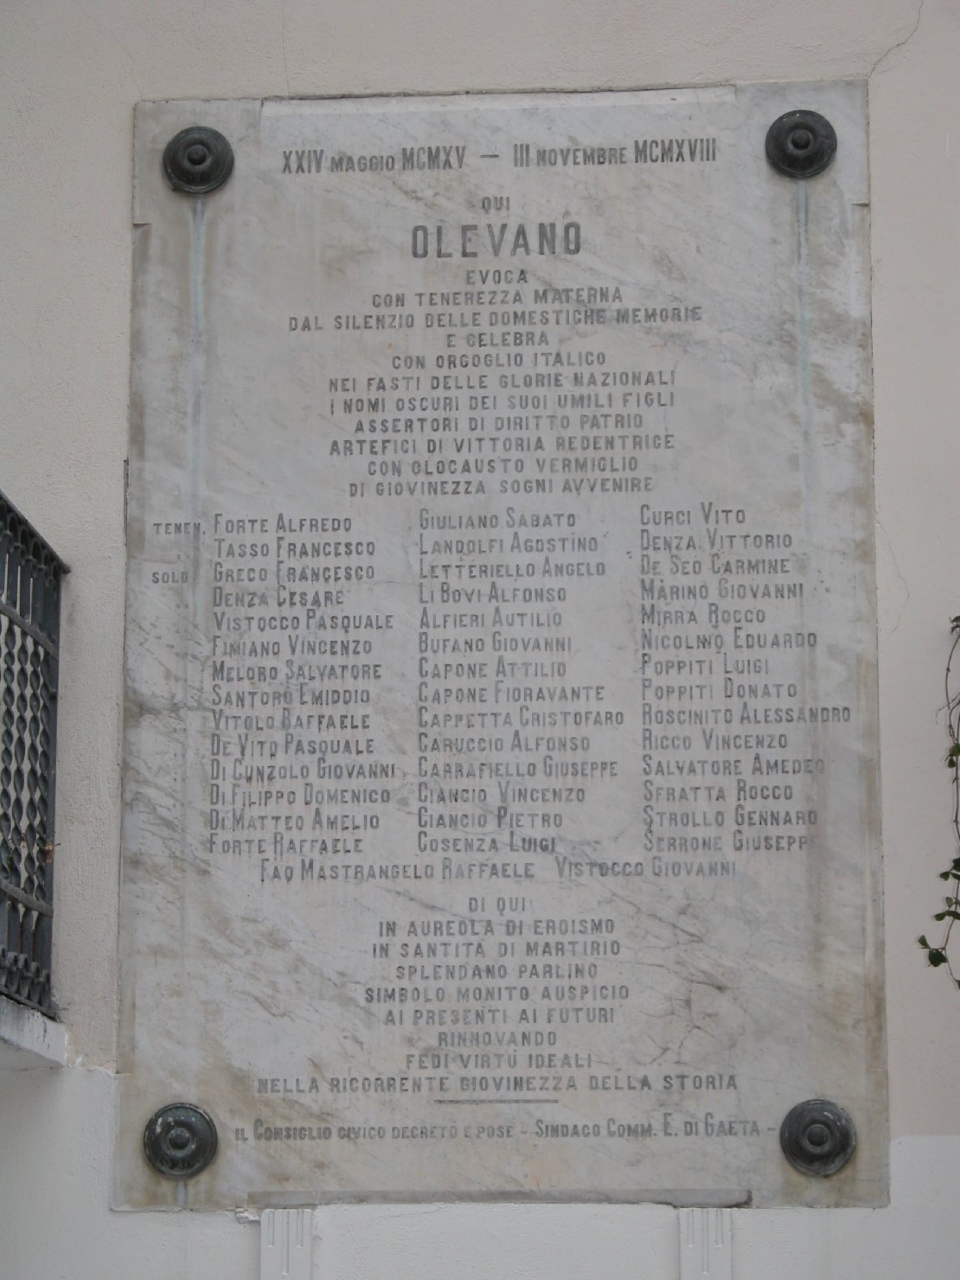 XXIV MAGGIO MCMXV – III NOVEMBRE MCMXVIII
QUI
OLEVANO
EVOCA
CON TENEREZZA MATERNA
DAL SILENZIO DELLE DOMESTICHE MEMORIE
E CELEBRA
CON ORGOGLIO ITALICO
NEI FASTI DELLE GLORIE NAZIONALI
I NOMI OSCURI DEI SUOI UMILI FIGLI
ASSERTORI DI DIRITTO PATRIO
ARTEFICI DI VITTORIA REDENTRICE
CON OLOCAUSTO VERMIGLIO
DI GIOVINEZZA SOGNI AVVENIRE
TENEN. FORTE ALFREDO
TASSO FRANCESCO
SOLD. GRECO FRANCESCO
DENZA CESARE
VISTOCCO PASQUALE
FIMIANO VINCENZO
MELORO SALVATORE
SANTORO EMIDDIO
VITOLO RAFFAELE
DE VITO PASQUALE
DI CUNZOLO GIOVANNI
DI FILIPPO DOMENICO
DI MATTEO AMELIO
FORTE RAFFAELE
GIULIANO SABATO
LANDOLFI AGOSTINO
LETTERIELLO ANGELO
LI BOVI ALFONSO
ALFIERI AUTILIO
BUFANO GIOVANNI
CAPONE ATTILIO
CAPONE FIORAVANTE
CAPPETTA CRISTOFARO
CARUCCIO ALFONSO
CARRAFIELLO GIUSEPPE
CIANCIO VINCENZO
CIANCIO PIETRO
COSENZA LUIGI
CURCI VITO
DENZA VITTORIO
DE SEO CARMINE
MARINO GIOVANNI
MIRRA ROCCO
NICOLINO EDUARDO
POPPITI LUIGI
POPPITI DONATO
ROSCINITO ALESSANDRO
RICCO VINCENZO
SALVATORE AMEDEO
SFRATTA ROCCO
STROLLO GENNARO
SERRONE GIUSEPPE
FAO MASTRANGELO RAFFAELE VISTOCCO GIOVANNI
DI QUI
IN AUREOLA DI EROISMO
IN SANTITÀ DI MARTIRIO
SPLENDANO PARLINO
SIMBOLO MONITO AUSPICIO
AI PRESENTI AI FUTURI
RINNOVANDO
FEDI VIRTÙ IDEALI
NELLA RICORRENTE GIOVINEZZA DELLA STORIA
IL CONSIGLIO CIVICO DECRETÒ E POSE – SINDACO COMM. E. DI GAETA –